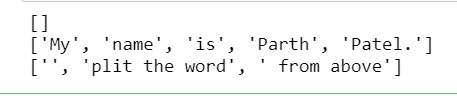 []
['My', 'name', 'is', 'Parth', 'Patel.']
['', 'plit the word', ' from above']